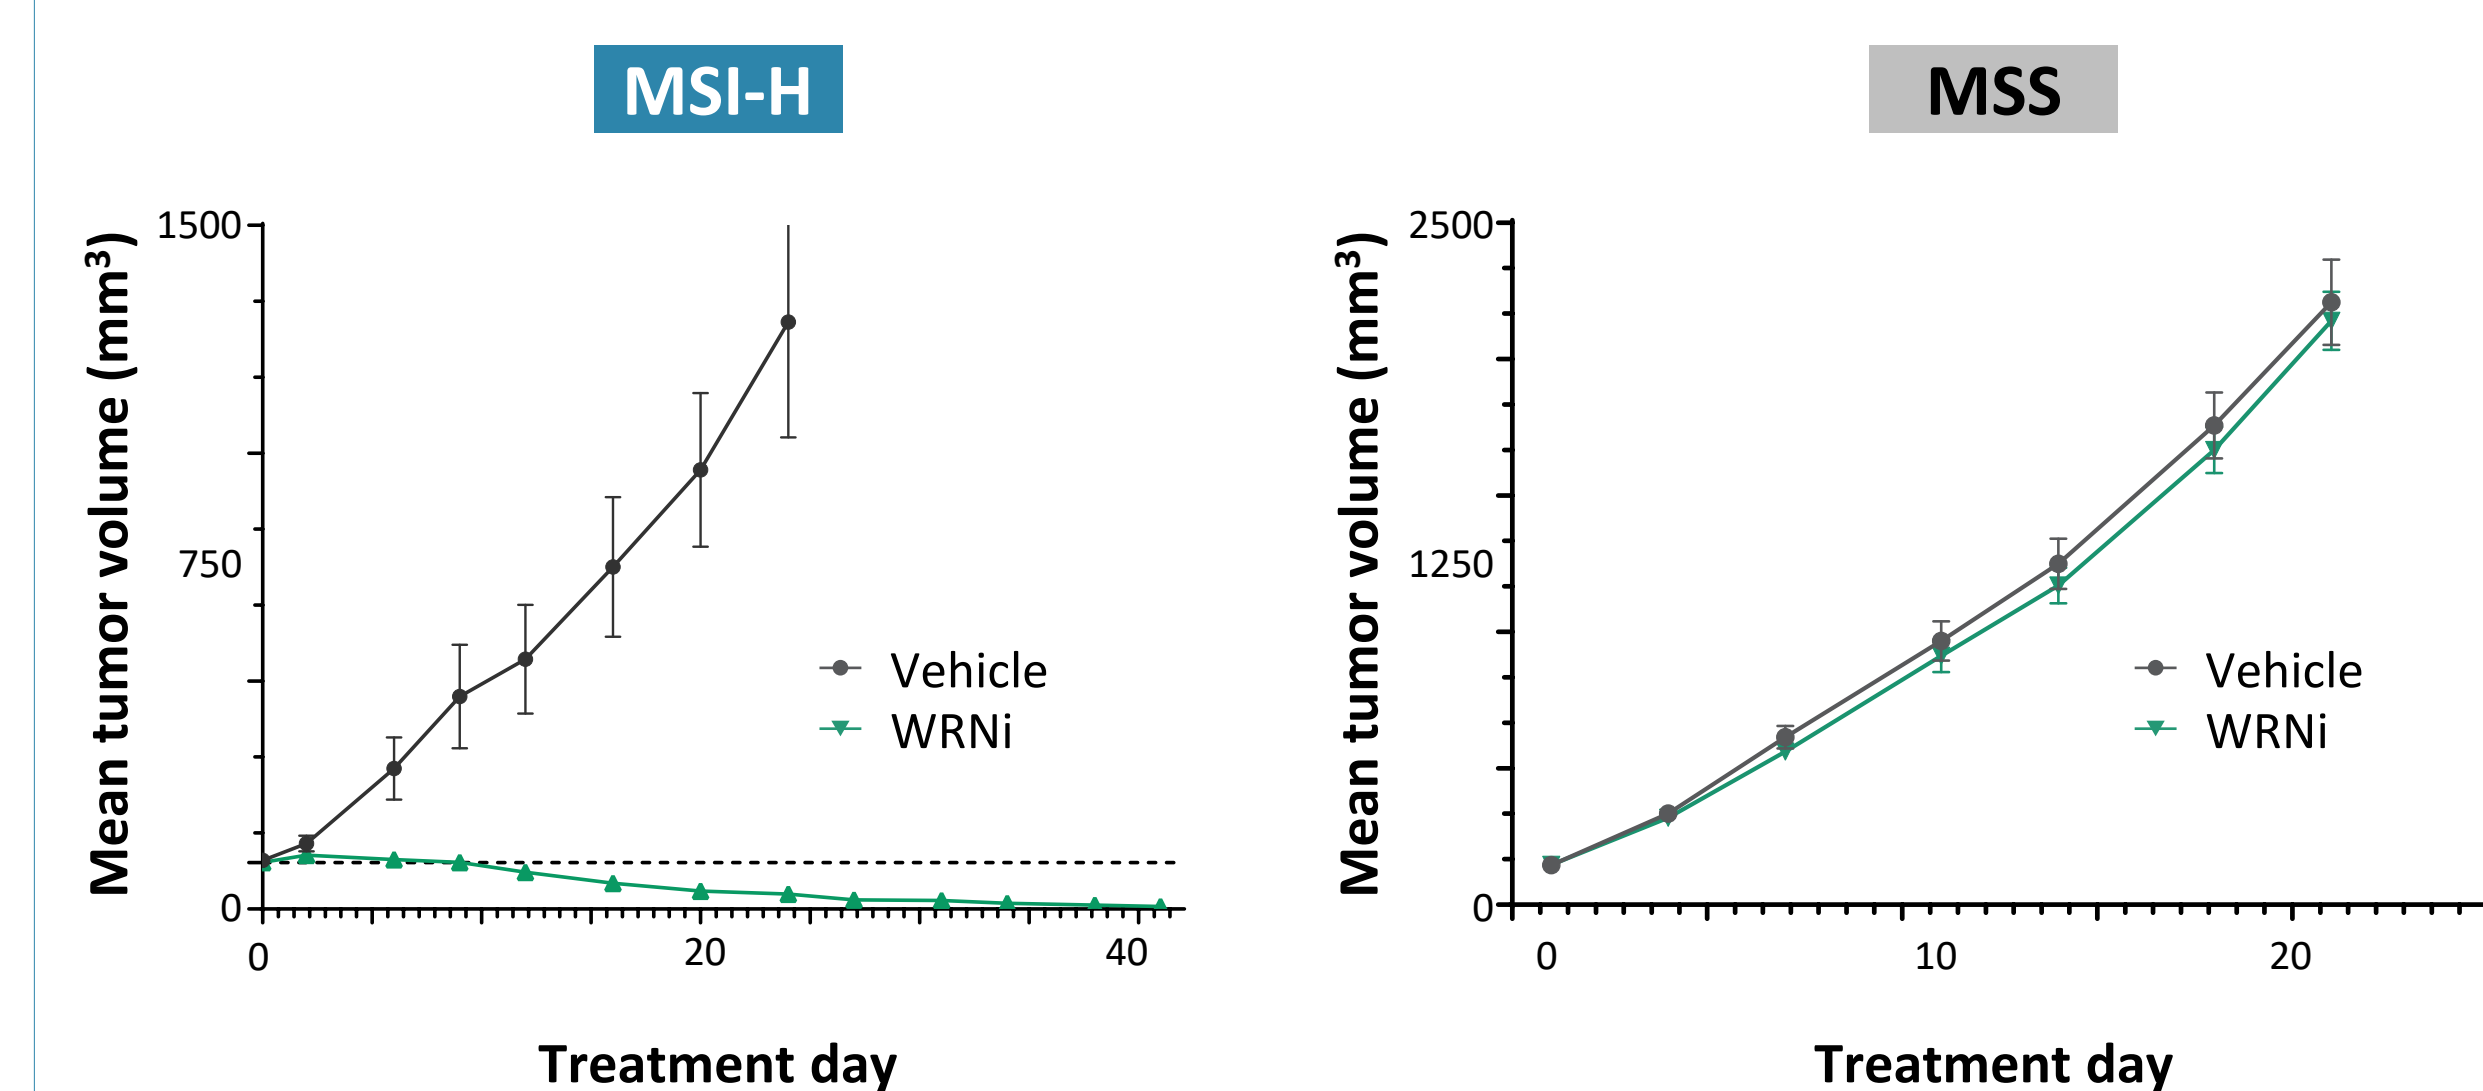 MSI-H
Mean tumor volume (mm³)
1500
750
0
0
20
40
Vehicle
WRNi
Treatment day
MSS
Mean tumor volume (mm³)
2500
1250
0
0
10
20
Vehicle
WRNi
Treatment day